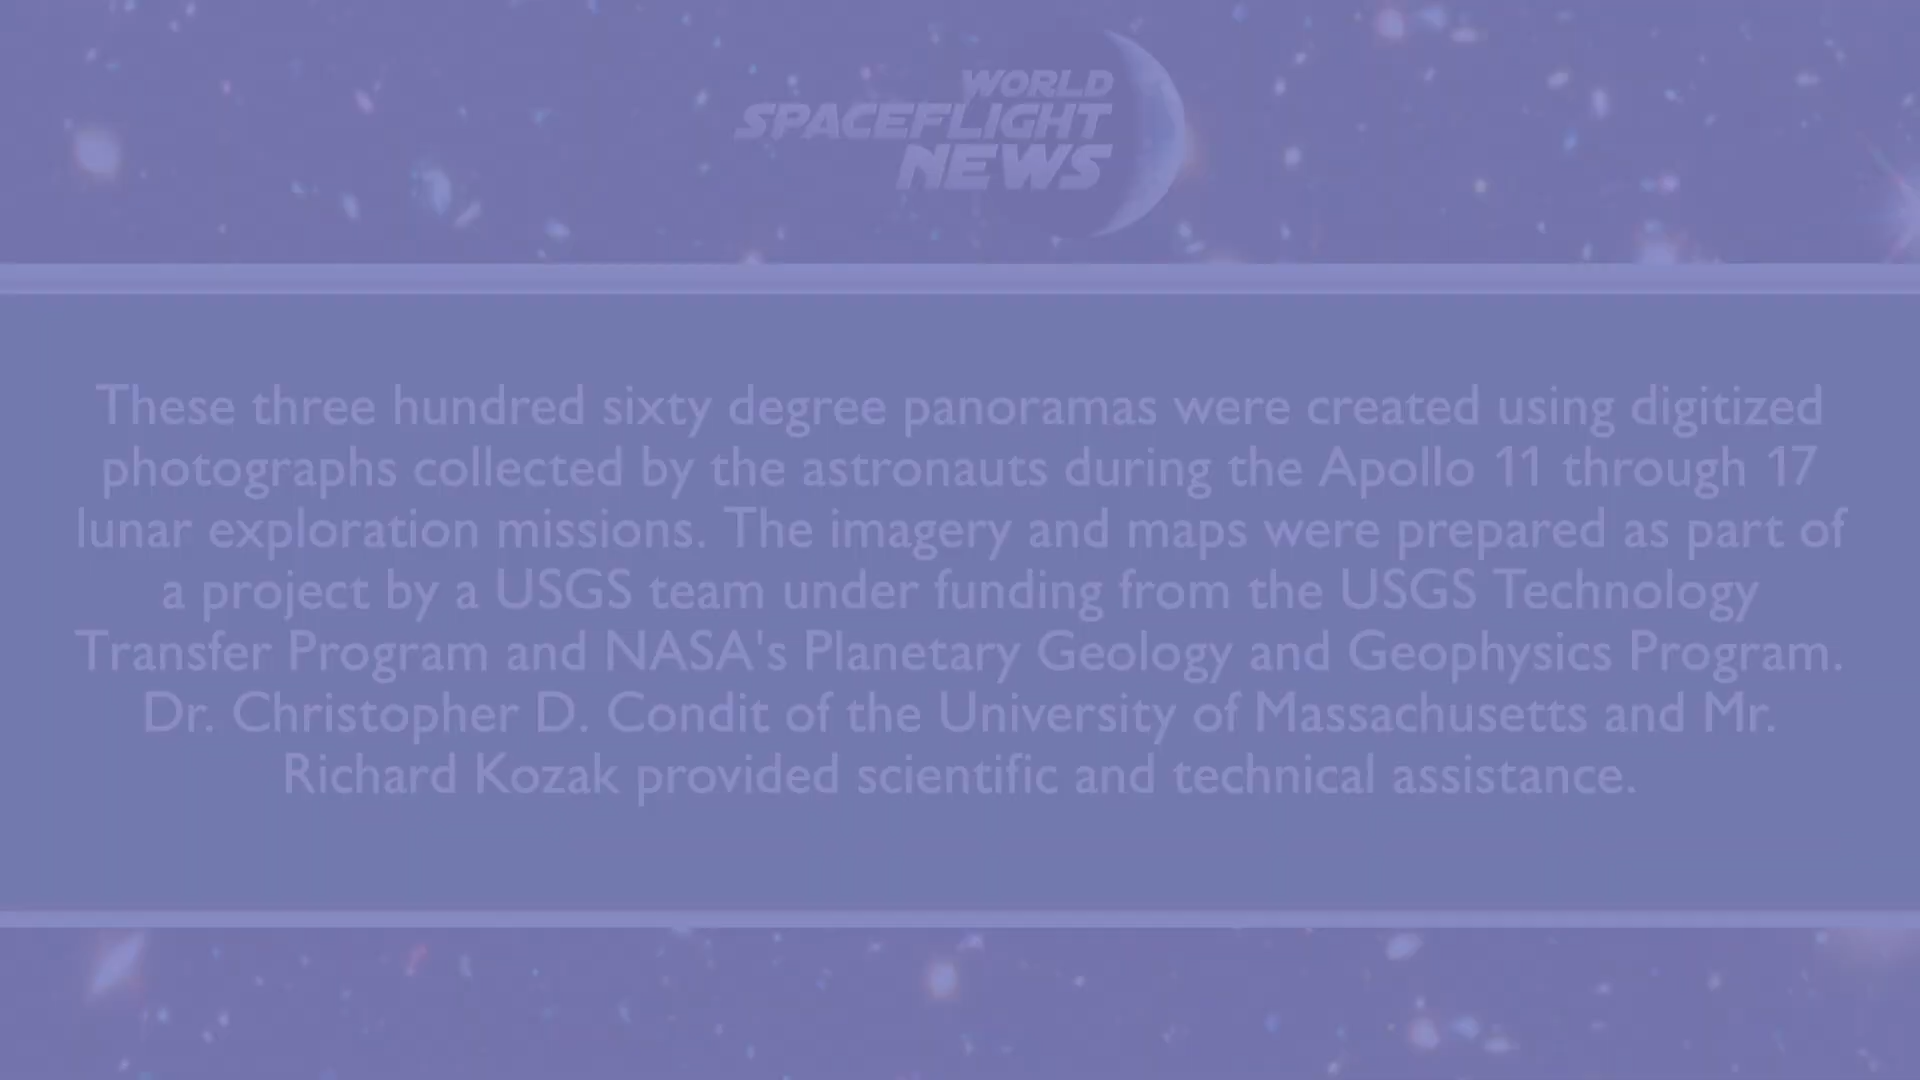 WORLD
SPACEFLIGHT
NEWS
These three hundred sixty degree panoramas were created using digitized
photographs collected by the astronauts during the Apollo 11 through 17
lunar exploration missions. The imagery and maps were prepared as part of
a project by a USGS team under funding from the USGS Technology
Transfer Program and NASA's Planetary Geology and Geophysics Program.
Dr. Christopher D. Condit of the University of Massachusetts and Mr.
Richard Kozak provided scientific and technical assistance.